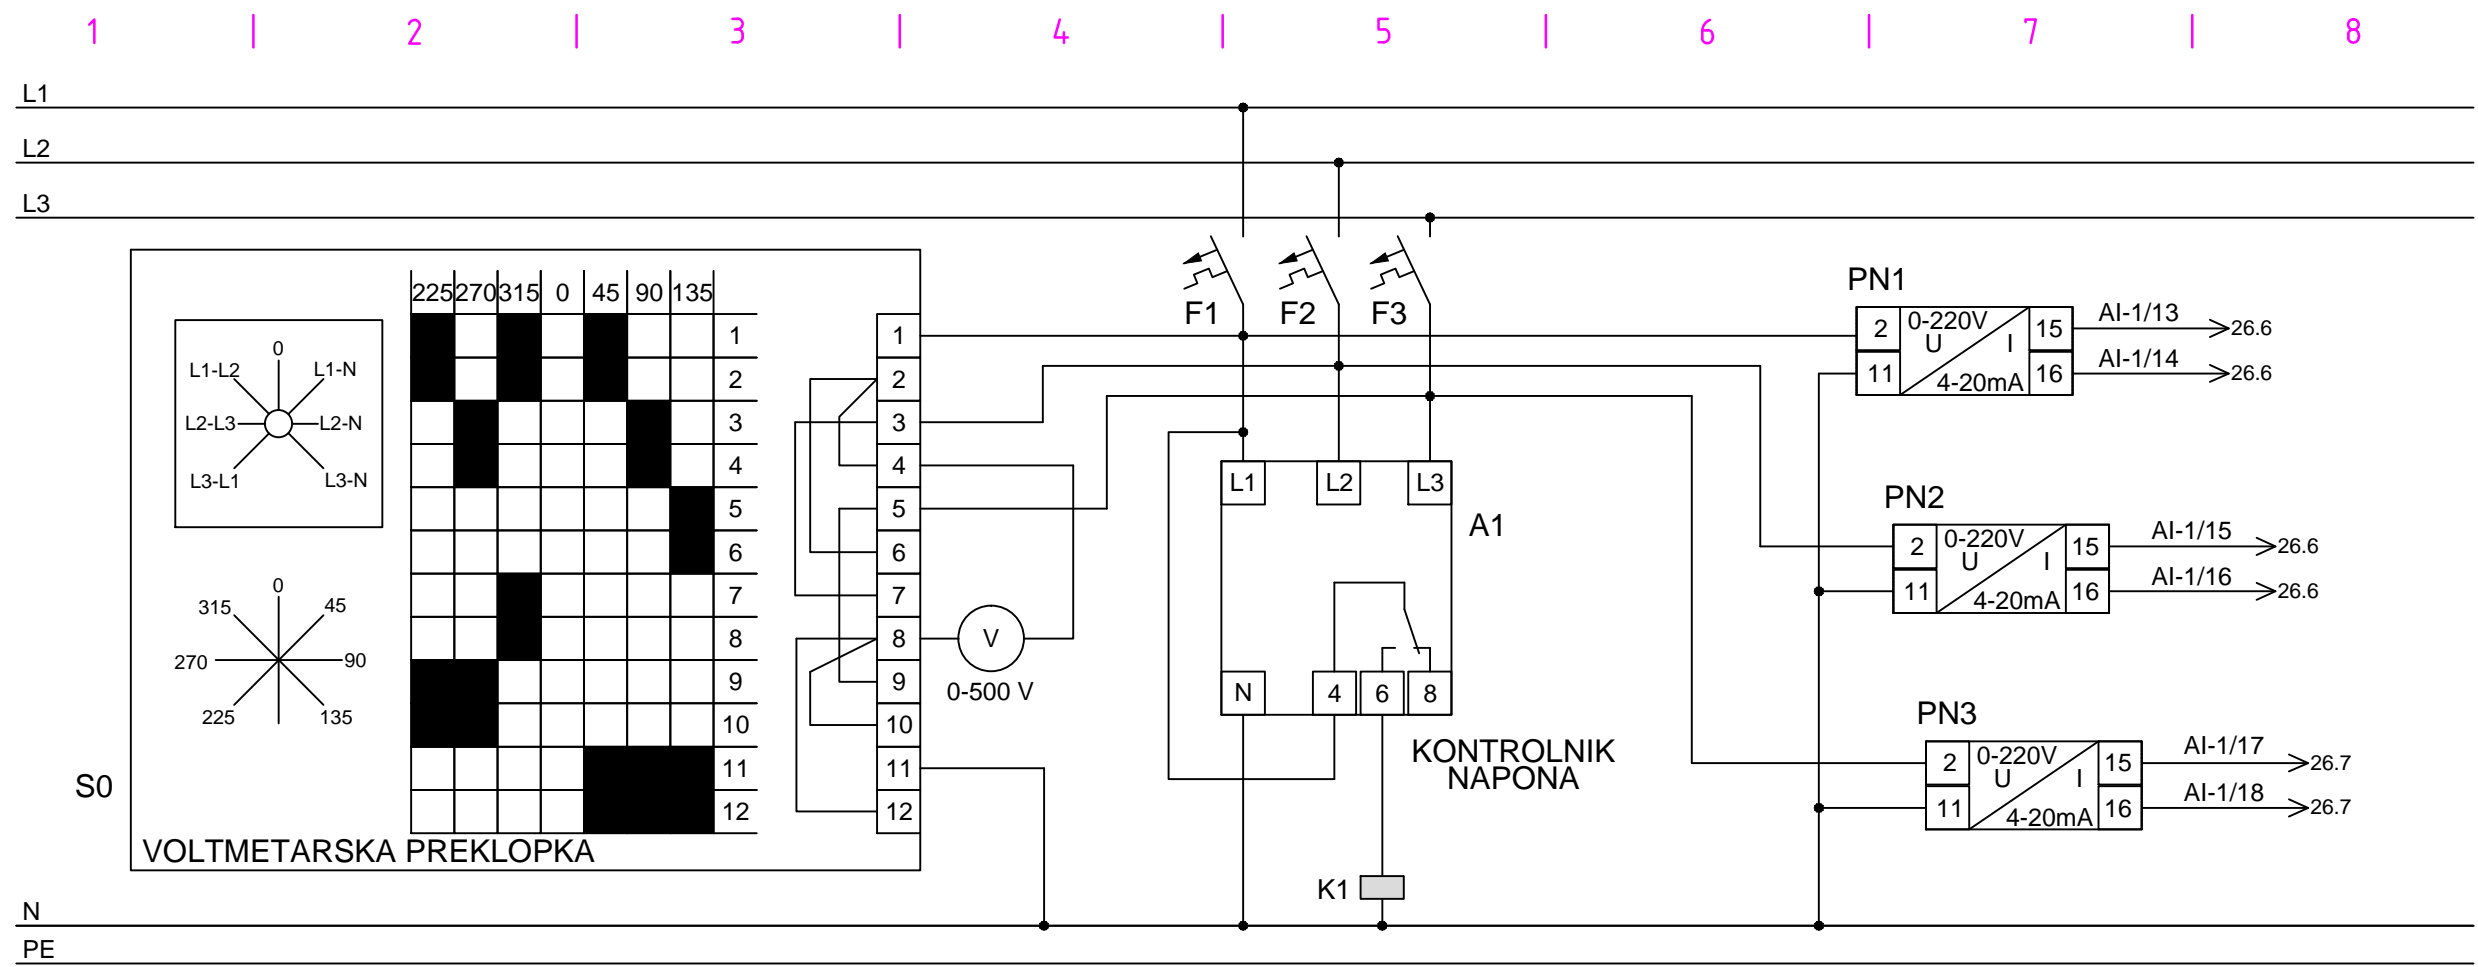 1 2 3 4 5 6 7 8
L1
L2
L3
225 270 315 0 45 90 135
1
2
3
4
5
6
7
8
9
10
11
12
0
L1-L2 L1-N
L2-L3 L2-N
L3-L1 L3-N
0
315 45
270 90
225 135
S0
VOLTMETARSKA PREKLOPKA
1
2
3
4
5
6
7
8
9
10
11
12
V
0-500 V
F1 F2 F3
L1 L2 L3
A1
N 4 6 8
KONTROLNIK
NAPONA
K1
PN1
2 0-220V 15 AI-1/13 26.6
U I
11 4-20mA 16 AI-1/14 26.6
PN2
2 0-220V 15 AI-1/15 26.6
U I
11 4-20mA 16 AI-1/16 26.6
PN3
2 0-220V 15 AI-1/17 26.7
U I
11 4-20mA 16 AI-1/18 26.7
N
PE